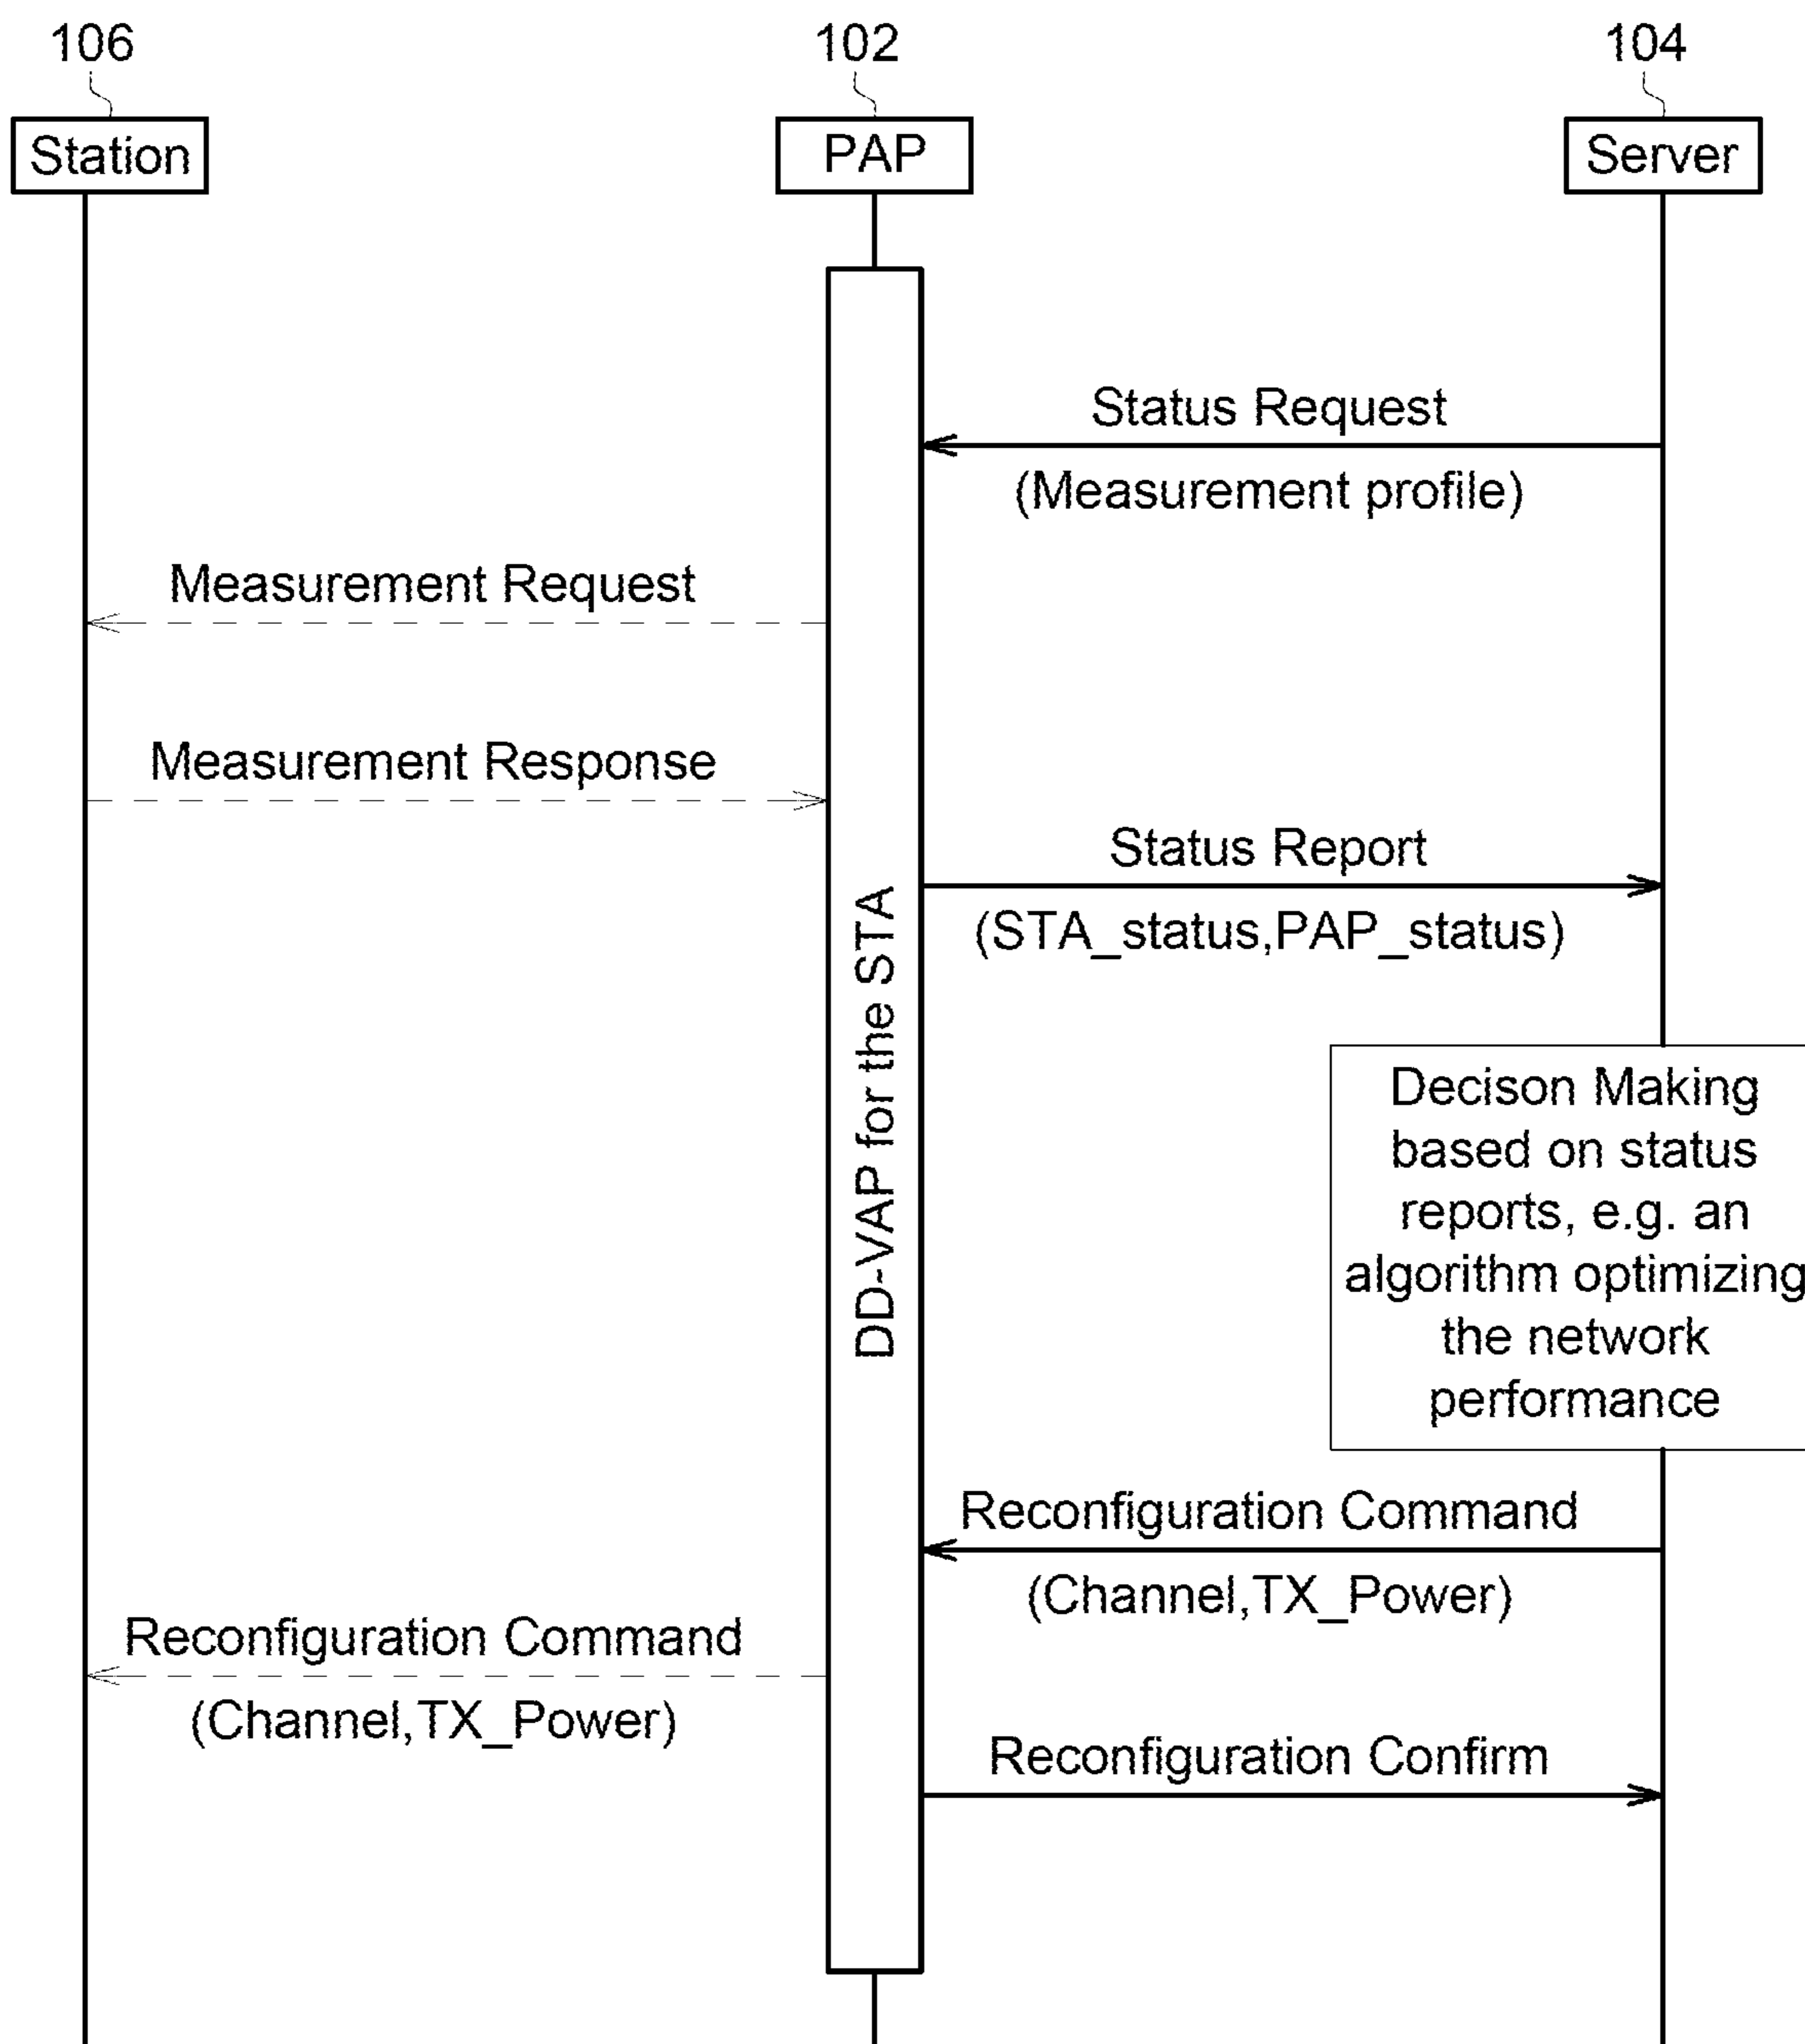 106
102
104
Station
PAP
Server
Status Request
(Measurement profile)
Measurement Request
Measurement Response
Status Report
(STA_status,PAP_status)
DD-VAP for the STA
Decison Making
based on status
reports, e.g. an
algorithm optimizing
the network
performance
Reconfiguration Command
(Channel,TX_Power)
Reconfiguration Command
(Channel,TX_Power)
Reconfiguration Confirm